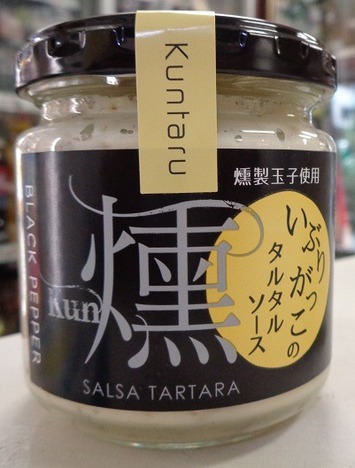 Kuntaru
燻製玉子使用
いぶりがっこの
タルタル
ソース
燻
Kun
BLACK PEPPER
SALSA TARTARA